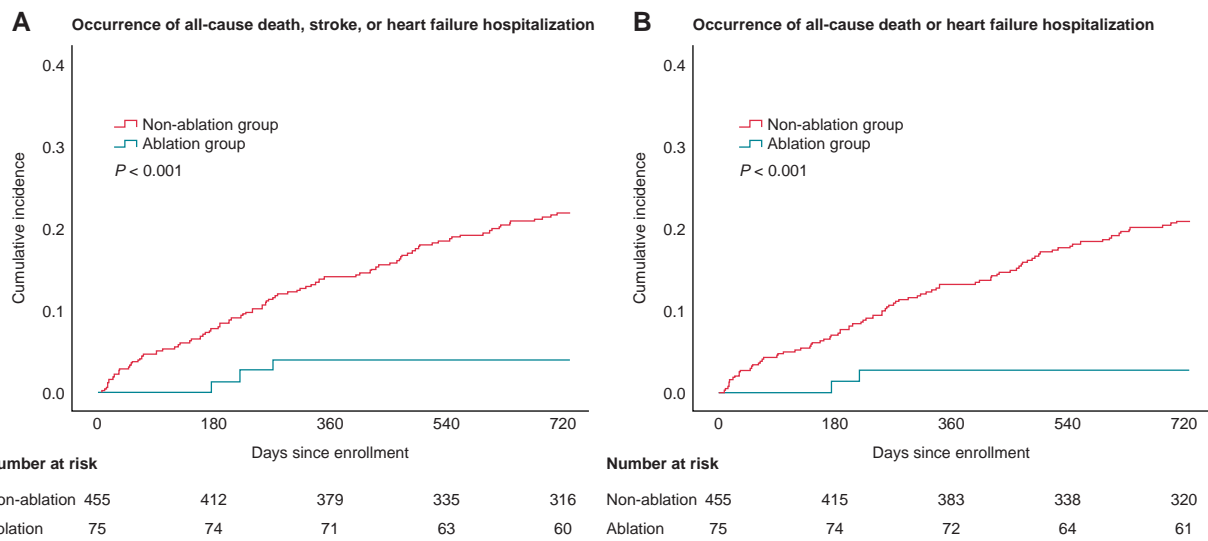 A Occurrence of all-cause death, stroke, or heart failure hospitalization
Cumulative incidence
0.4
0.3
0.2
0.1
0.0
Non-ablation group
Ablation group
P < 0.001
0 180 360 540 720
Days since enrollment
umber at risk
on-ablation 455 412 379 335 316
blation 75 74 71 63 60
B Occurrence of all-cause death or heart failure hospitalization
Cumulative incidence
0.4
0.3
0.2
0.1
0.0
Non-ablation group
Ablation group
P < 0.001
0 180 360 540 720
Days since enrollment
Number at risk
Non-ablation 455 415 383 338 320
Ablation 75 74 72 64 61